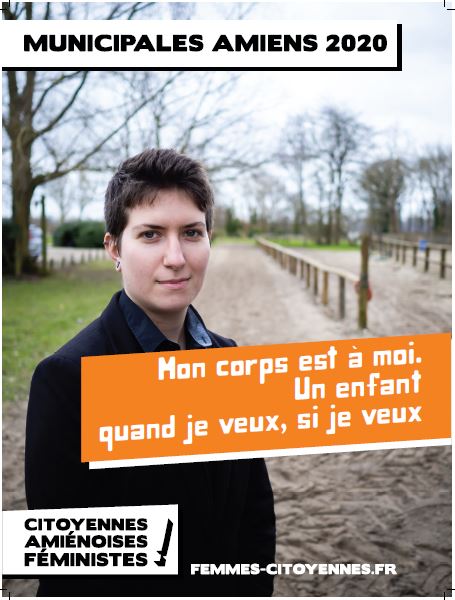 MUNICIPALES AMIENS 2020
Mon corps est à moi.
Un enfant
quand je veux, si je veux
CITOYENNES
AMIÉNOISES
FÉMINISTES
FEMMES-CITOYENNES.FR